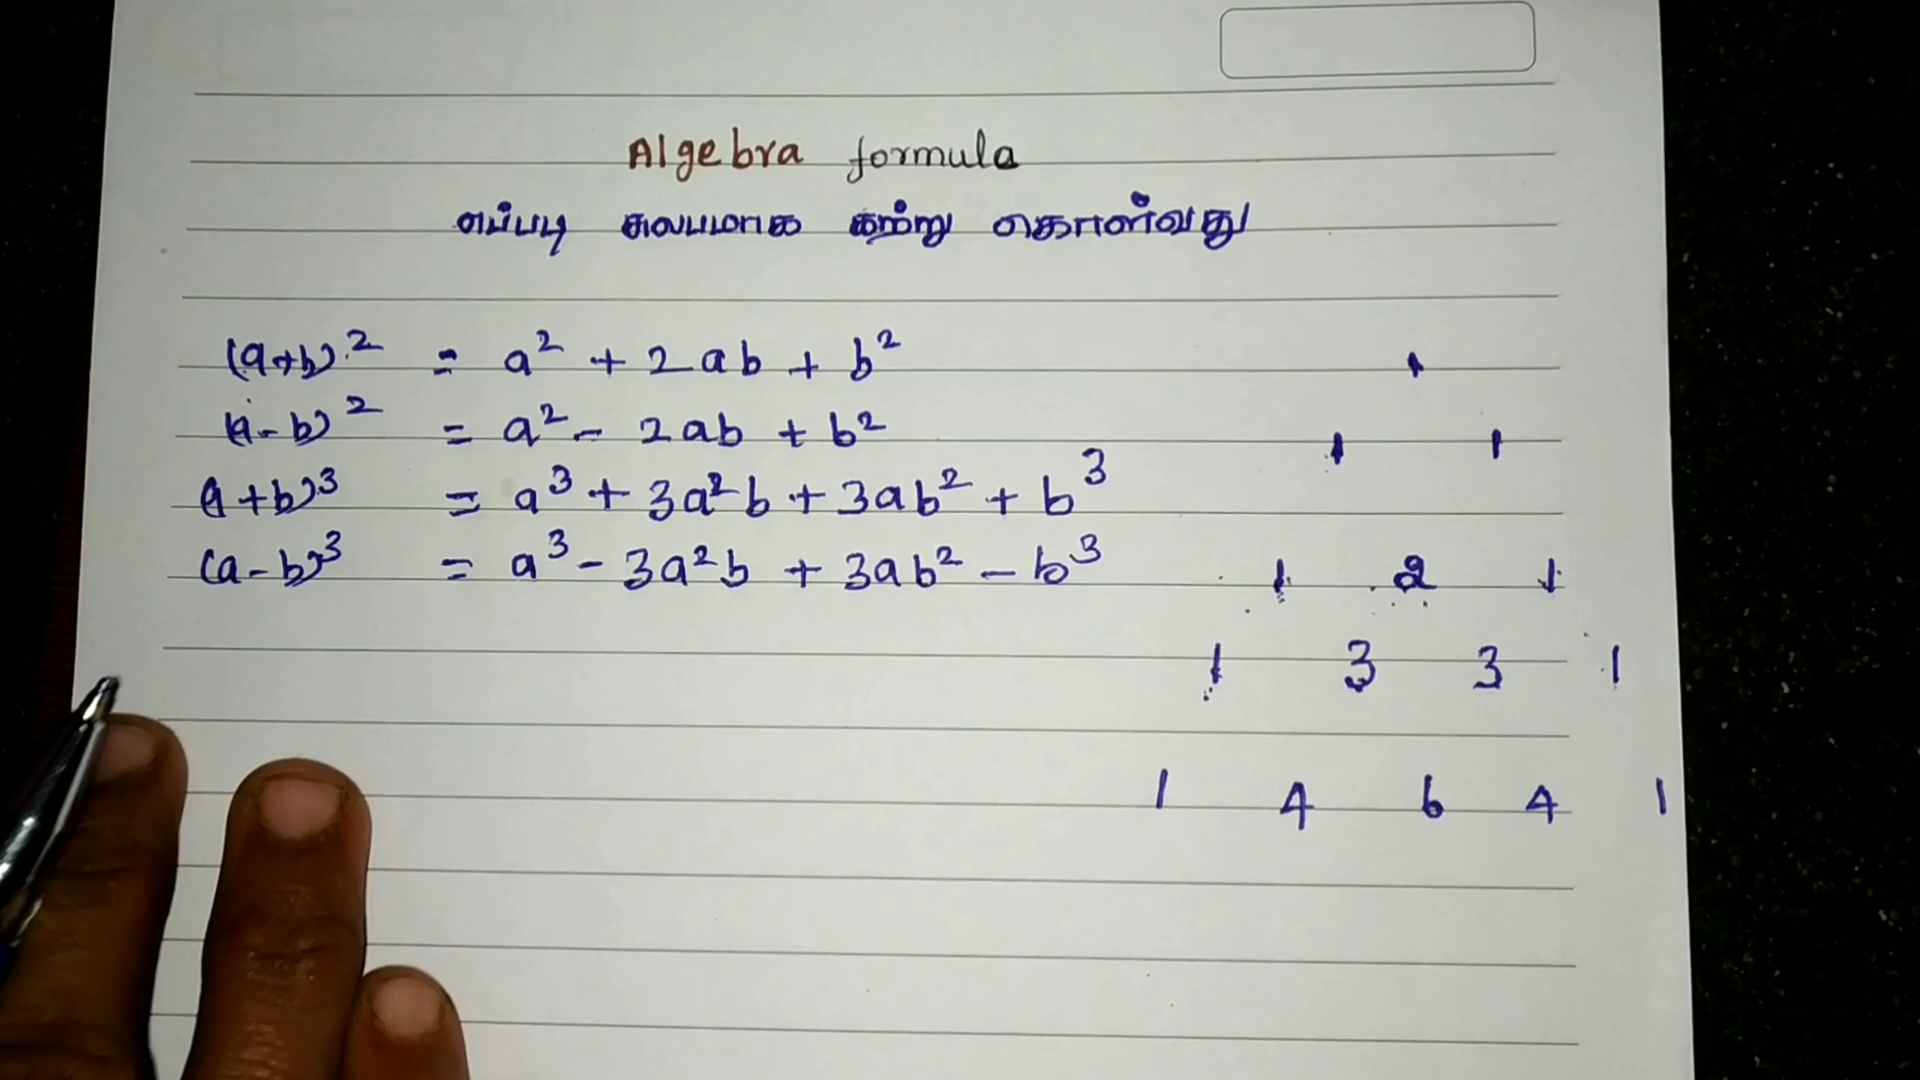 Algebra formula
எப்படி சுலபமாக கற்று கொள்வது
(a+b)² = a² + 2ab + b²
(a-b)² = a² - 2ab + b²
(a+b)³ = a³ + 3a²b + 3ab² + b³
(a-b)³ = a³ - 3a²b + 3ab² - b³
1
1 1
1 2 1
1 3 3 1
1 4 6 4 1